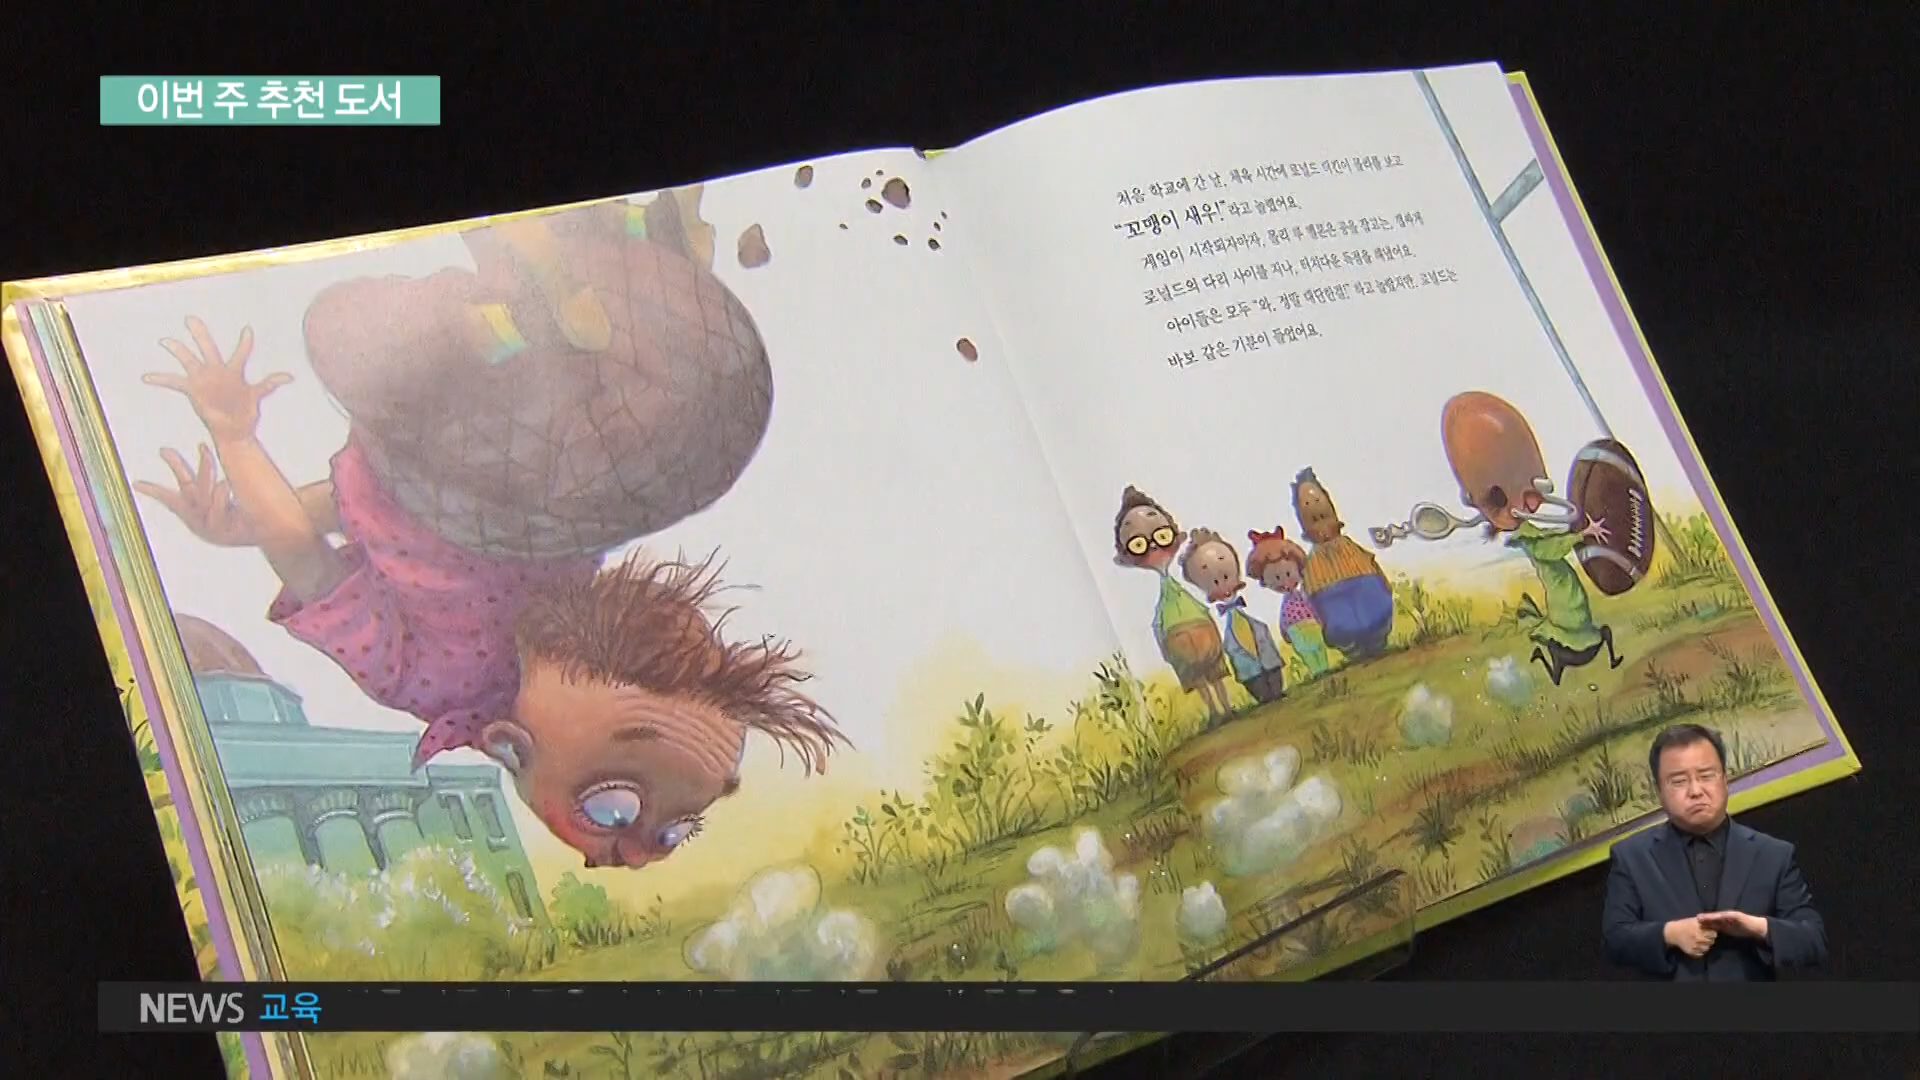 이번 주 추천 도서
처음 학교에 간 날, 체육 시간에 로널드 더킨이 몰리를 보고
"꼬맹이 새우!"라고 놀렸어요.
게임이 시작되자마자, 몰리 루 멜론은 공을 잡고는, 잽싸게
로널드의 다리 사이를 지나, 터치다운 득점을 해냈어요.
아이들은 모두 "와, 정말 대단한걸!" 하고 놀랐지만, 로널드는
바보 같은 기분이 들었어요.
NEWS 교육